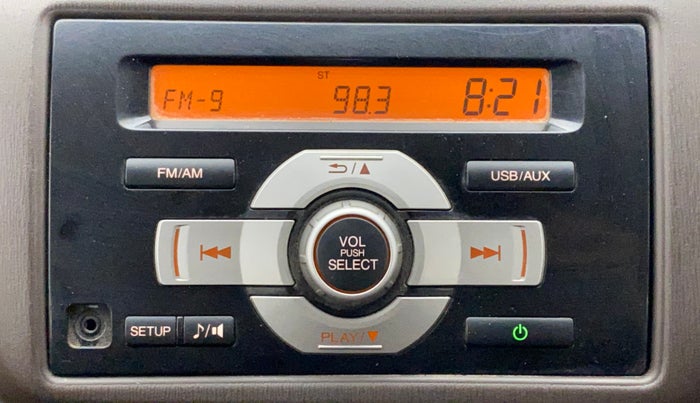 ST
FM-9 98.3 8:21
FM/AM
USB/AUX
VOL
PUSH
SELECT
SETUP
PLAY/